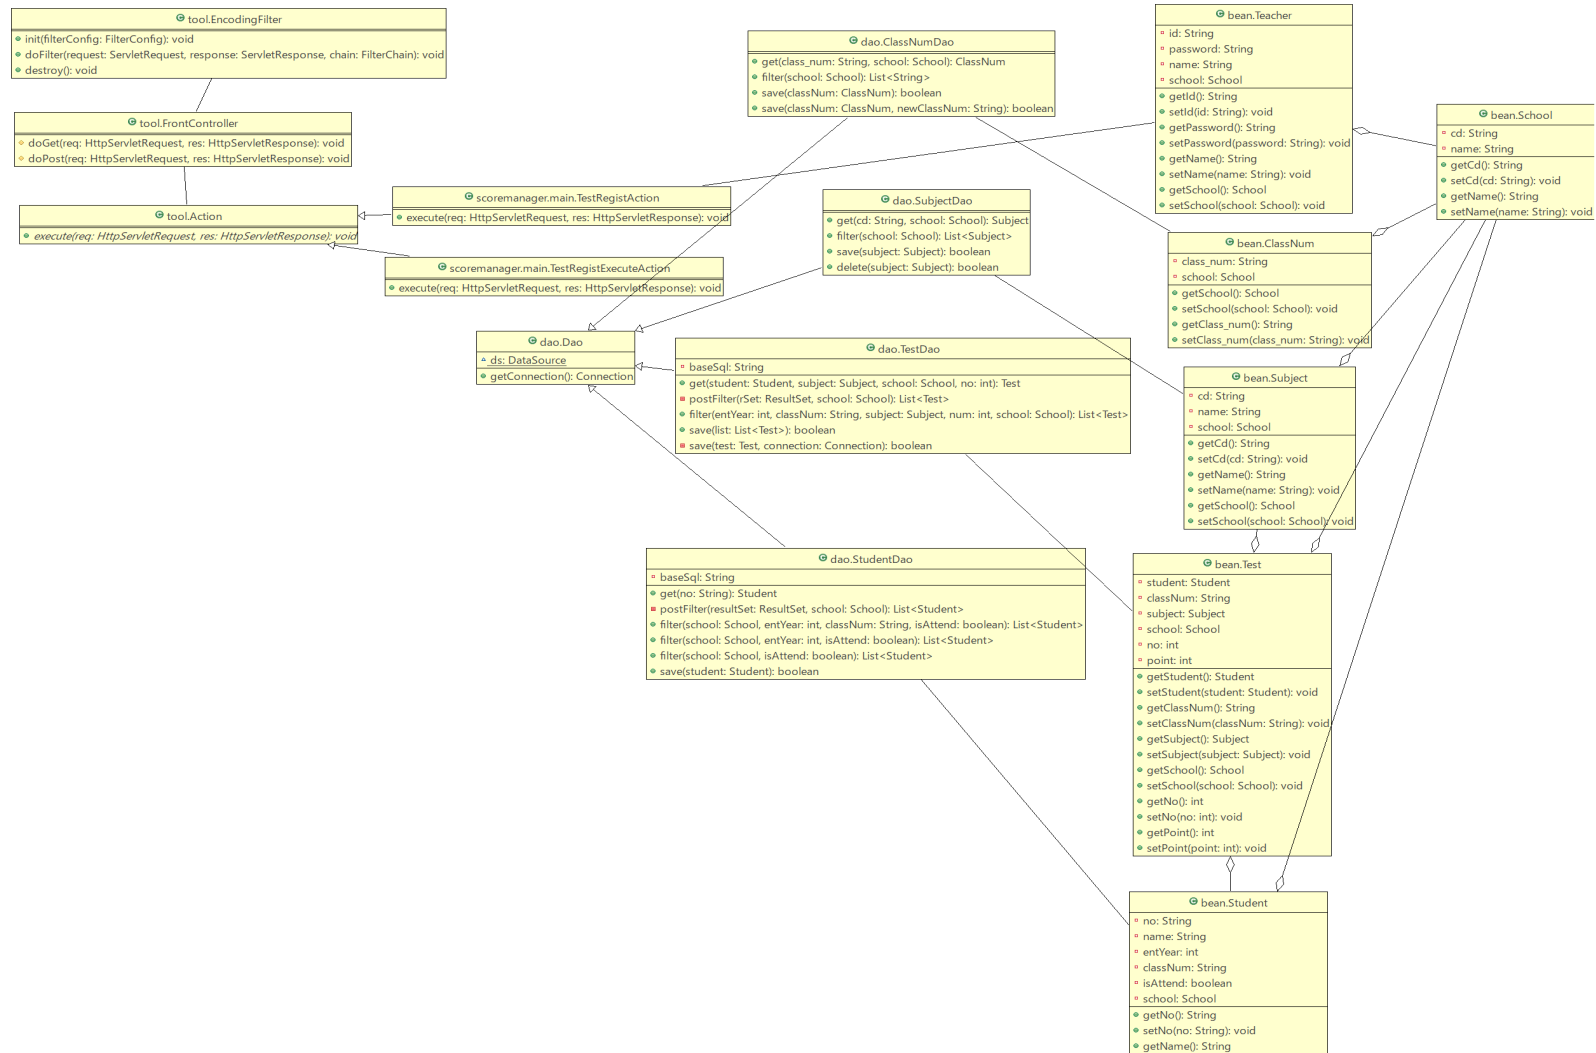 tool.EncodingFilter
init(filterConfig: FilterConfig): void
doFilter(request: ServletRequest, response: ServletResponse, chain: FilterChain): void
destroy(): void
tool.FrontController
doGet(req: HttpServletRequest, res: HttpServletResponse): void
doPost(req: HttpServletRequest, res: HttpServletResponse): void
tool.Action
execute(req: HttpServletRequest, res: HttpServletResponse): void
scoremanager.main.TestRegistAction
execute(req: HttpServletRequest, res: HttpServletResponse): void
scoremanager.main.TestRegistExecuteAction
execute(req: HttpServletRequest, res: HttpServletResponse): void
dao.ClassNumDao
get(class_num: String, school: School): ClassNum
filter(school: School): List<String>
save(classNum: ClassNum): boolean
save(classNum: ClassNum, newClassNum: String): boolean
dao.SubjectDao
get(cd: String, school: School): Subject
filter(school: School): List<Subject>
save(subject: Subject): boolean
delete(subject: Subject): boolean
dao.Dao
ds: DataSource
getConnection(): Connection
dao.TestDao
baseSql: String
get(student: Student, subject: Subject, school: School, no: int): Test
postFilter(rSet: ResultSet, school: School): List<Test>
filter(entYear: int, classNum: String, subject: Subject, num: int, school: School): List<Test>
save(list: List<Test>): boolean
save(test: Test, connection: Connection): boolean
dao.StudentDao
baseSql: String
get(no: String): Student
postFilter(resultSet: ResultSet, school: School): List<Student>
filter(school: School, entYear: int, classNum: String, isAttend: boolean): List<Student>
filter(school: School, entYear: int, isAttend: boolean): List<Student>
filter(school: School, isAttend: boolean): List<Student>
save(student: Student): boolean
bean.Teacher
id: String
password: String
name: String
school: School
getId(): String
setId(id: String): void
getPassword(): String
setPassword(password: String): void
getName(): String
setName(name: String): void
getSchool(): School
setSchool(school: School): void
bean.School
cd: String
name: String
getCd(): String
setCd(cd: String): void
getName(): String
setName(name: String): void
bean.ClassNum
class_num: String
school: School
getSchool(): School
setSchool(school: School): void
getClass_num(): String
setClass_num(class_num: String): void
bean.Subject
cd: String
name: String
school: School
getCd(): String
setCd(cd: String): void
getName(): String
setName(name: String): void
getSchool(): School
setSchool(school: School): void
bean.Test
student: Student
classNum: String
subject: Subject
school: School
no: int
point: int
getStudent(): Student
setStudent(student: Student): void
getClassNum(): String
setClassNum(classNum: String): void
getSubject(): Subject
setSubject(subject: Subject): void
getSchool(): School
setSchool(school: School): void
getNo(): int
setNo(no: int): void
getPoint(): int
setPoint(point: int): void
bean.Student
no: String
name: String
entYear: int
classNum: String
isAttend: boolean
school: School
getNo(): String
setNo(no: String): void
getName(): String